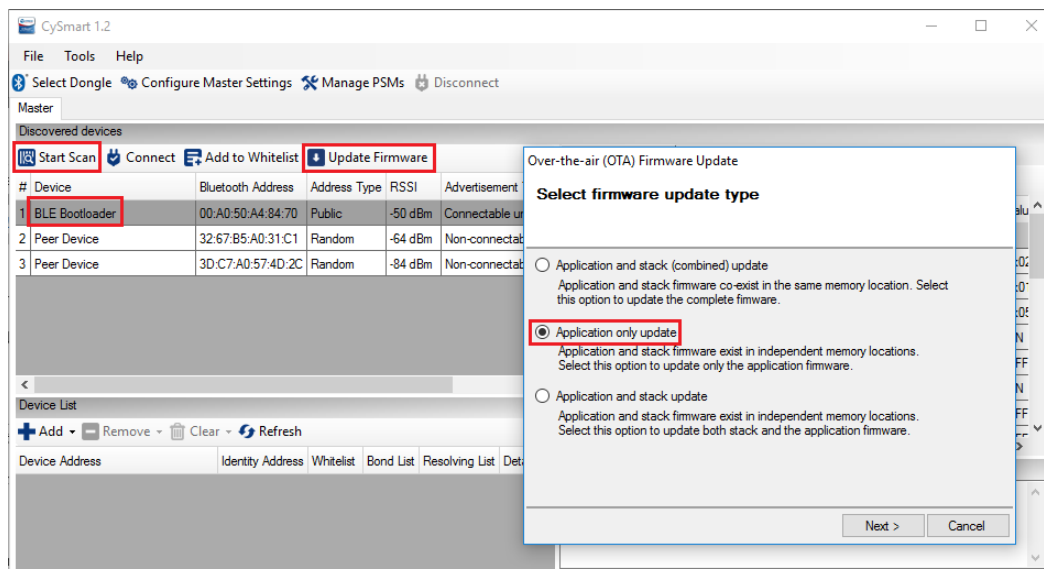 CySmart 1.2
File Tools Help
Select Dongle Configure Master Settings Manage PSMs Disconnect
Master
Discovered devices
Start Scan Connect Add to Whitelist Update Firmware
# Device Bluetooth Address Address Type RSSI Advertisement
1 BLE Bootloader 00:A0:50:A4:84:70 Public -50 dBm Connectable un
2 Peer Device 32:67:B5:A0:31:C1 Random -64 dBm Non-connectab
3 Peer Device 3D:C7:A0:57:4D:2C Random -84 dBm Non-connectab
Device List
Add Remove Clear Refresh
Device Address Identity Address Whitelist Bond List Resolving List Deta
Over-the-air (OTA) Firmware Update
Select firmware update type
Application and stack (combined) update
Application and stack firmware co-exist in the same memory location. Select
this option to update the complete fimware.
Application only update
Application and stack firmware exist in independent memory locations.
Select this option to update only the application firmware.
Application and stack update
Application and stack firmware exist in independent memory locations.
Select this option to update both stack and the application firmware.
Next > Cancel